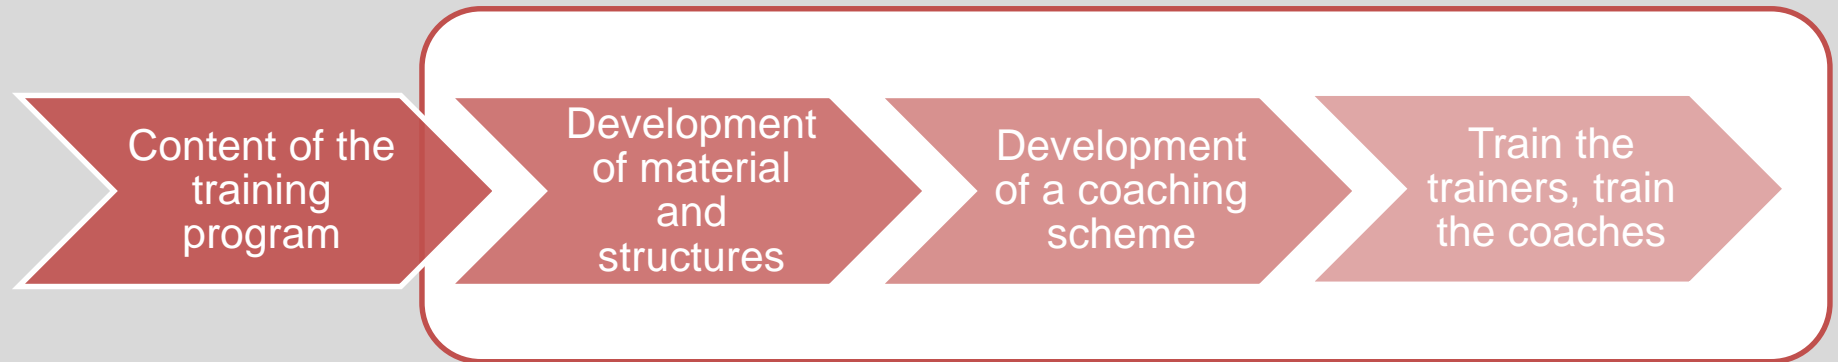 Content of the
training
program
Development
of material
and
structures
Development
of a coaching
scheme
Train the
trainers, train
the coaches